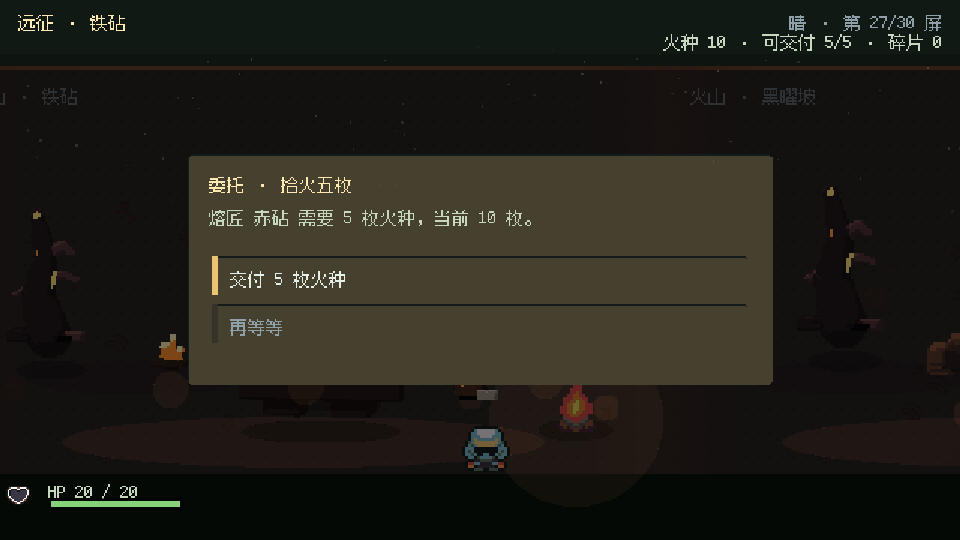 远征 · 铁砧
晴 · 第 27/30 屏
火种 10 · 可交付 5/5 · 碎片 0
· 铁砧
火山 · 黑曜坡
委托 · 拾火五枚
熔匠 赤砧 需要 5 枚火种，当前 10 枚。
交付 5 枚火种
再等等
HP 20 / 20